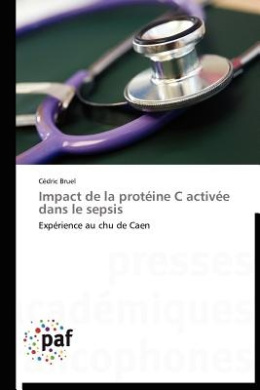 Cédric Bruel
Impact de la protéine C activée
dans le sepsis
Expérience au chu de Caen
presses
académiques
francophones
paf